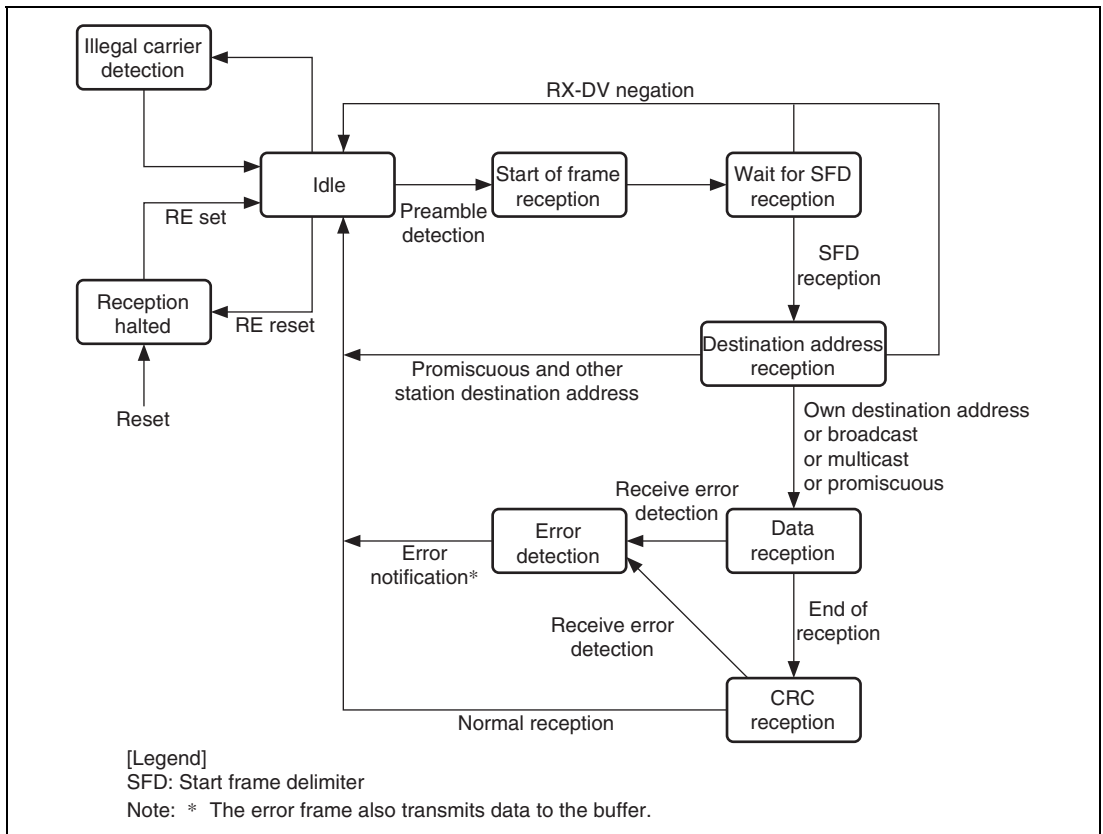 Illegal carrier
detection
RX-DV negation
Idle
Start of frame
reception
Wait for SFD
reception
Preamble
detection
RE set
SFD
reception
Reception
halted
RE reset
Destination address
reception
Promiscuous and other
station destination address
Reset
Own destination address
or broadcast
or multicast
or promiscuous
Receive error
detection
Error
detection
Data
reception
Error
notification*
End of
reception
Receive error
detection
CRC
reception
Normal reception
[Legend]
SFD: Start frame delimiter
Note: * The error frame also transmits data to the buffer.